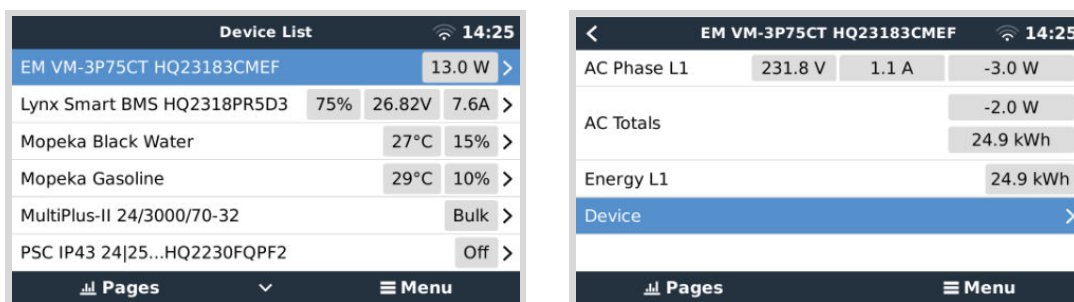 Device List 14:25
EM VM-3P75CT HQ23183CMEF 13.0 W
Lynx Smart BMS HQ2318PR5D3 75% 26.82V 7.6A
Mopeka Black Water 27°C 15%
Mopeka Gasoline 29°C 10%
MultiPlus-II 24/3000/70-32 Bulk
PSC IP43 24|25...HQ2230FQPF2 Off
Pages Menu
EM VM-3P75CT HQ23183CMEF 14:25
AC Phase L1 231.8 V 1.1 A -3.0 W
AC Totals -2.0 W
24.9 kWh
Energy L1 24.9 kWh
Device
Pages Menu